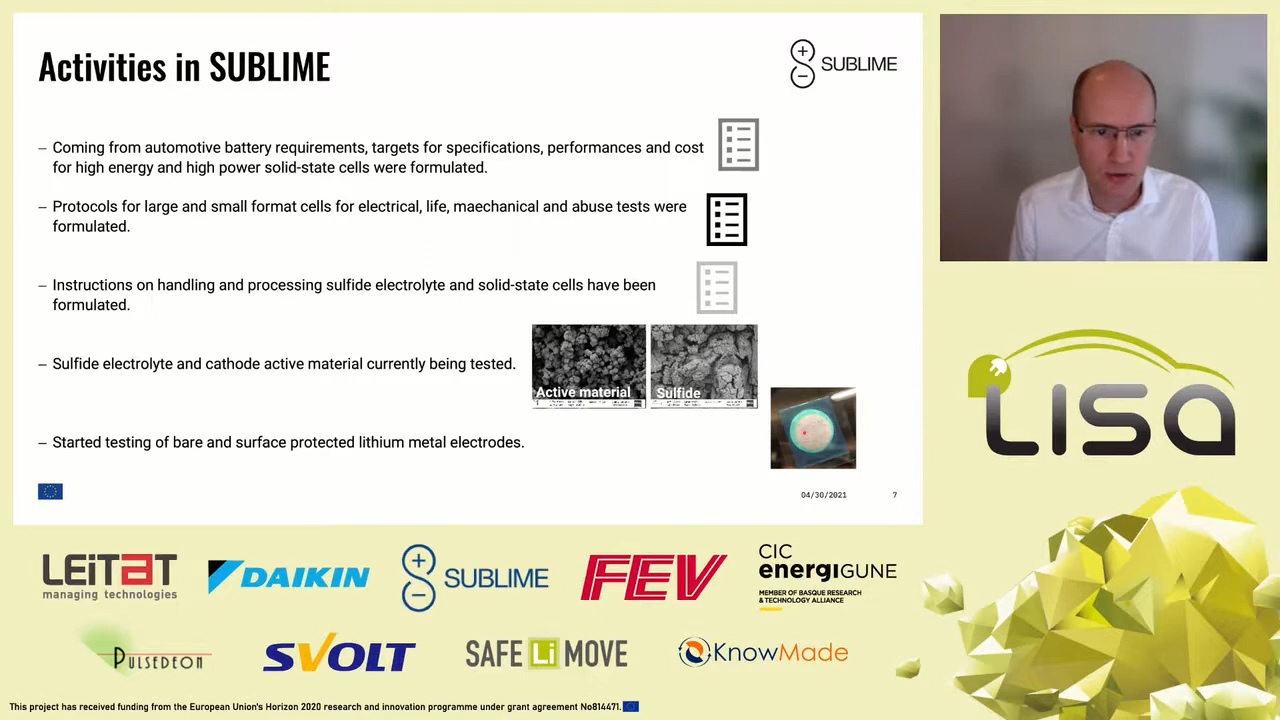 Activities in SUBLIME
SUBLIME
– Coming from automotive battery requirements, targets for specifications, performances and cost
for high energy and high power solid-state cells were formulated.
– Protocols for large and small format cells for electrical, life, maechanical and abuse tests were
formulated.
– Instructions on handling and processing sulfide electrolyte and solid-state cells have been
formulated.
– Sulfide electrolyte and cathode active material currently being tested.
Active material
Sulfide
– Started testing of bare and surface protected lithium metal electrodes.
04/30/2021
7
LISA
LEITAT
managing technologies
DAIKIN
SUBLIME
FEV
CIC
energiGUNE
MEMBER OF BASQUE RESEARCH
& TECHNOLOGY ALLIANCE
PULSEDEON
SVOLT
SAFE Li MOVE
KnowMade
This project has received funding from the European Union's Horizon 2020 research and innovation programme under grant agreement No814471.